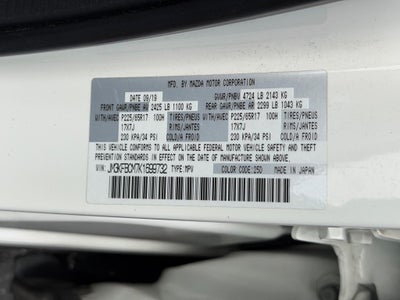 MFD. BY MAZDA MOTOR CORPORATION
DATE 09/19 GVWR/PNBV 4724 LB 2143 KG
FRONT GAWR/PNBE AV 2425 LB 1100 KG REAR GAWR/PNBE AR 2299 LB 1043 KG
WITH/AVEC P225/65R17 100H TIRES/PNEUS WITH/AVEC P225/65R17 100H TIRES/PNEUS
17X7J RIMS/JANTES 17X7J RIMS/JANTES
230 KPA/34 PSI COLD/A FROID 230 KPA/34 PSI COLD/A FROID
THIS VEHICLE CONFORMS TO ALL APPLICABLE FEDERAL MOTOR VEHICLE SAFETY, BUMPER, AND THEFT
PREVENTION STANDARDS IN EFFECT ON THE DATE OF MANUFACTURE SHOWN ABOVE.
VIN: JM3KFBCM7K1699732 TYPE:MPV COLOR CODE:25D MADE IN JAPAN